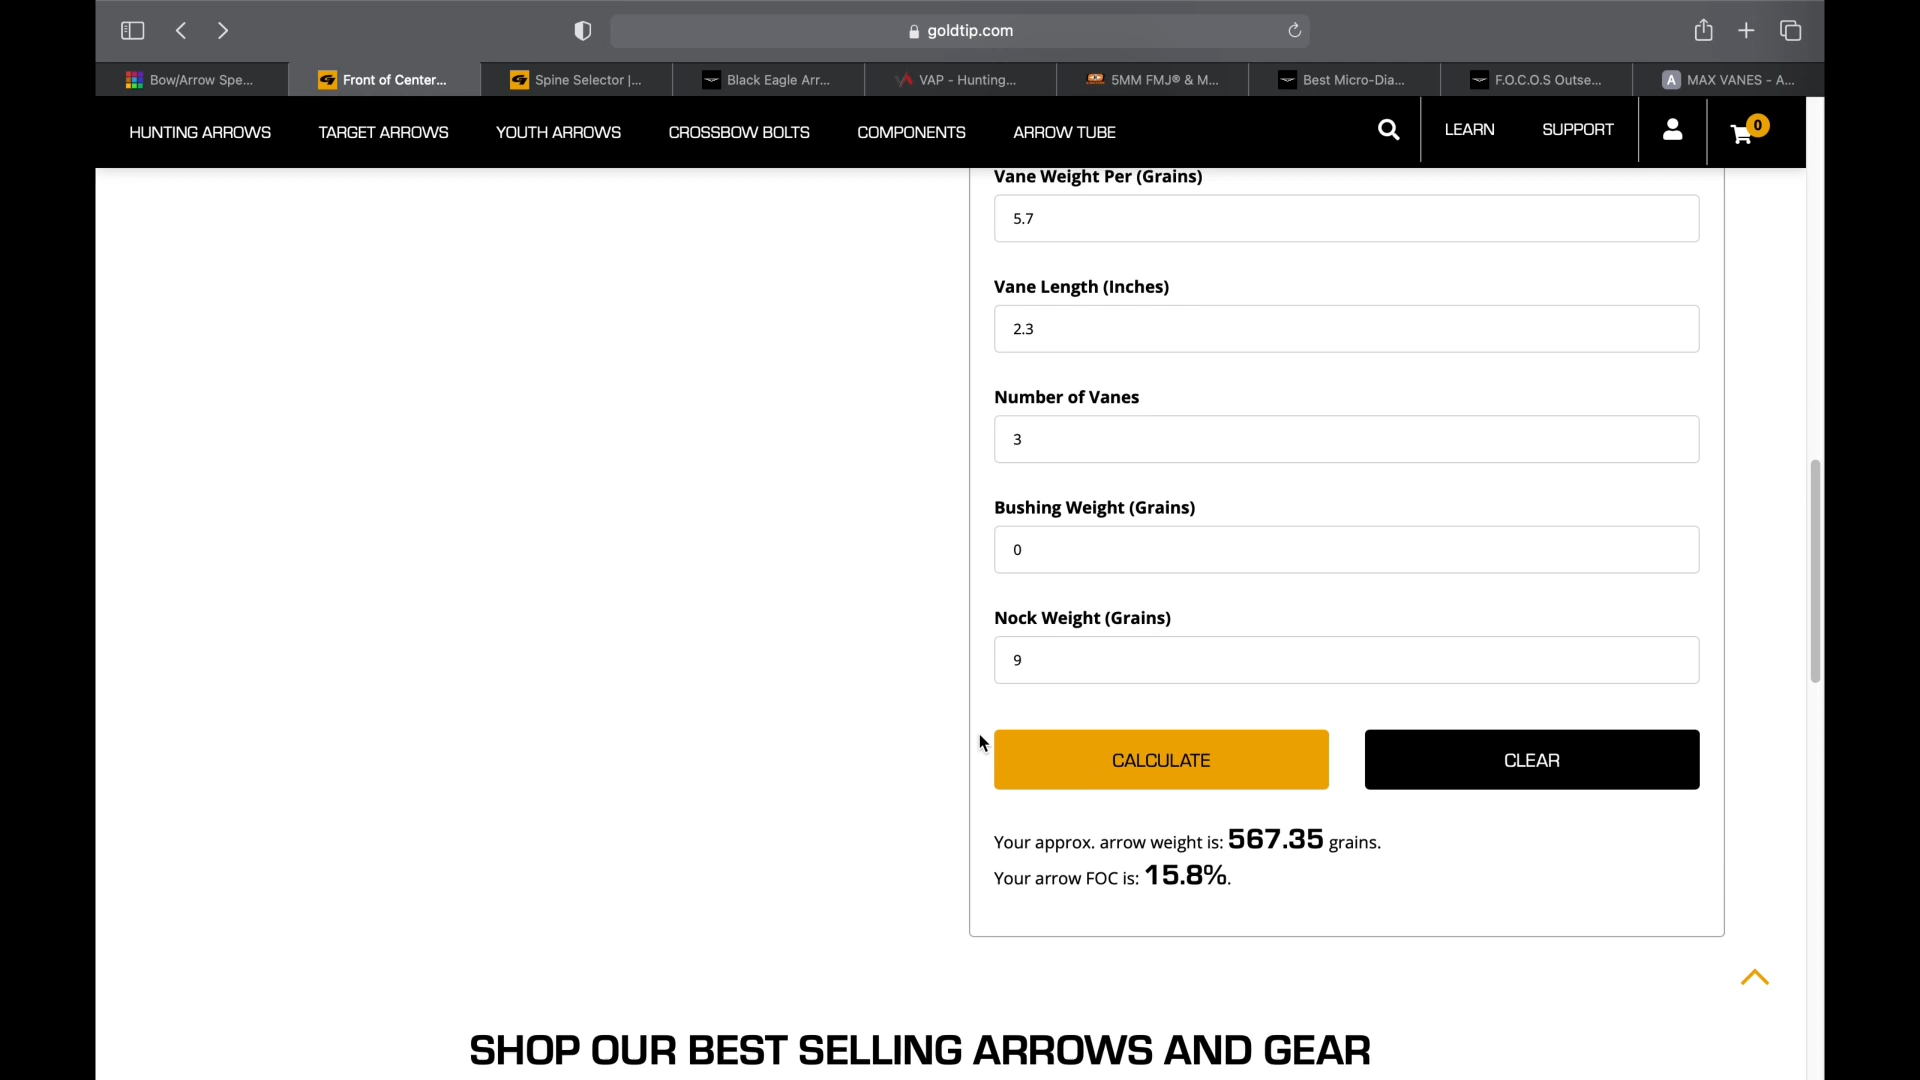 goldtip.com
Bow/Arrow Spe...
Front of Center...
Spine Selector |...
Black Eagle Arr...
VAP - Hunting...
5MM FMJ® & M...
Best Micro-Dia...
F.O.C.O.S Outse...
A MAX VANES - A...
HUNTING ARROWS
TARGET ARROWS
YOUTH ARROWS
CROSSBOW BOLTS
COMPONENTS
ARROW TUBE
LEARN
SUPPORT
0
Vane Weight Per (Grains)
5.7
Vane Length (Inches)
2.3
Number of Vanes
3
Bushing Weight (Grains)
0
Nock Weight (Grains)
9
CALCULATE
CLEAR
Your approx. arrow weight is: 567.35 grains.
Your arrow FOC is: 15.8%.
SHOP OUR BEST SELLING ARROWS AND GEAR